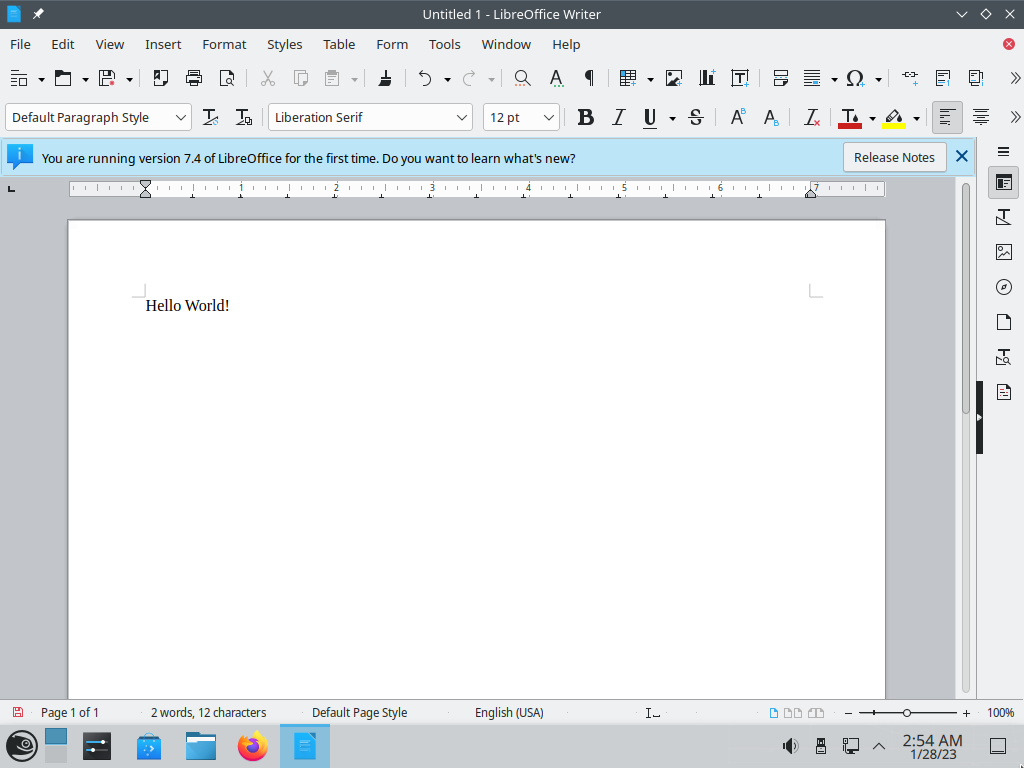 Untitled 1 - LibreOffice Writer
File Edit View Insert Format Styles Table Form Tools Window Help
Default Paragraph Style Liberation Serif 12 pt
You are running version 7.4 of LibreOffice for the first time. Do you want to learn what's new? Release Notes
1 2 3 4 5 6 7
Hello World!
Page 1 of 1 2 words, 12 characters Default Page Style English (USA) 100%
2:54 AM
1/28/23